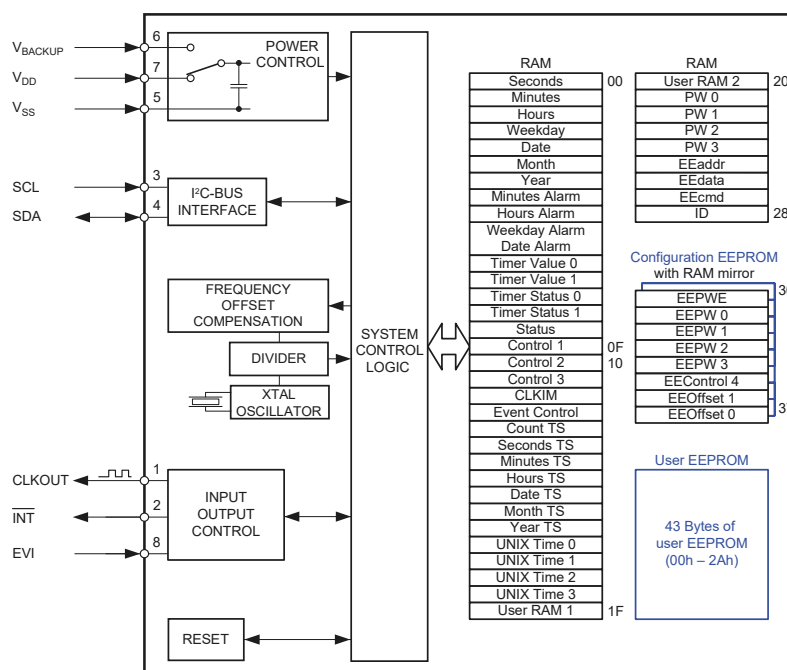 V_BACKUP
6
V_DD
7
V_SS
5
POWER
CONTROL
SCL
3
SDA
4
I²C-BUS
INTERFACE
FREQUENCY
OFFSET
COMPENSATION
DIVIDER
XTAL
OSCILLATOR
CLKOUT
1
INT
2
EVI
8
INPUT
OUTPUT
CONTROL
RESET
SYSTEM
CONTROL
LOGIC
RAM
Seconds 00
Minutes
Hours
Weekday
Date
Month
Year
Minutes Alarm
Hours Alarm
Weekday Alarm
Date Alarm
Timer Value 0
Timer Value 1
Timer Status 0
Timer Status 1
Status
Control 1 0F
Control 2 10
Control 3
CLKIM
Event Control
Count TS
Seconds TS
Minutes TS
Hours TS
Date TS
Month TS
Year TS
UNIX Time 0
UNIX Time 1
UNIX Time 2
UNIX Time 3
User RAM 1 1F
RAM
User RAM 2 20
PW 0
PW 1
PW 2
PW 3
EEaddr
EEdata
EEcmd
ID 28
Configuration EEPROM
with RAM mirror
EEPWE
EEPW 0
EEPW 1
EEPW 2
EEPW 3
EEControl 4
EEOffset 1
EEOffset 0
User EEPROM
43 Bytes of
user EEPROM
(00h – 2Ah)